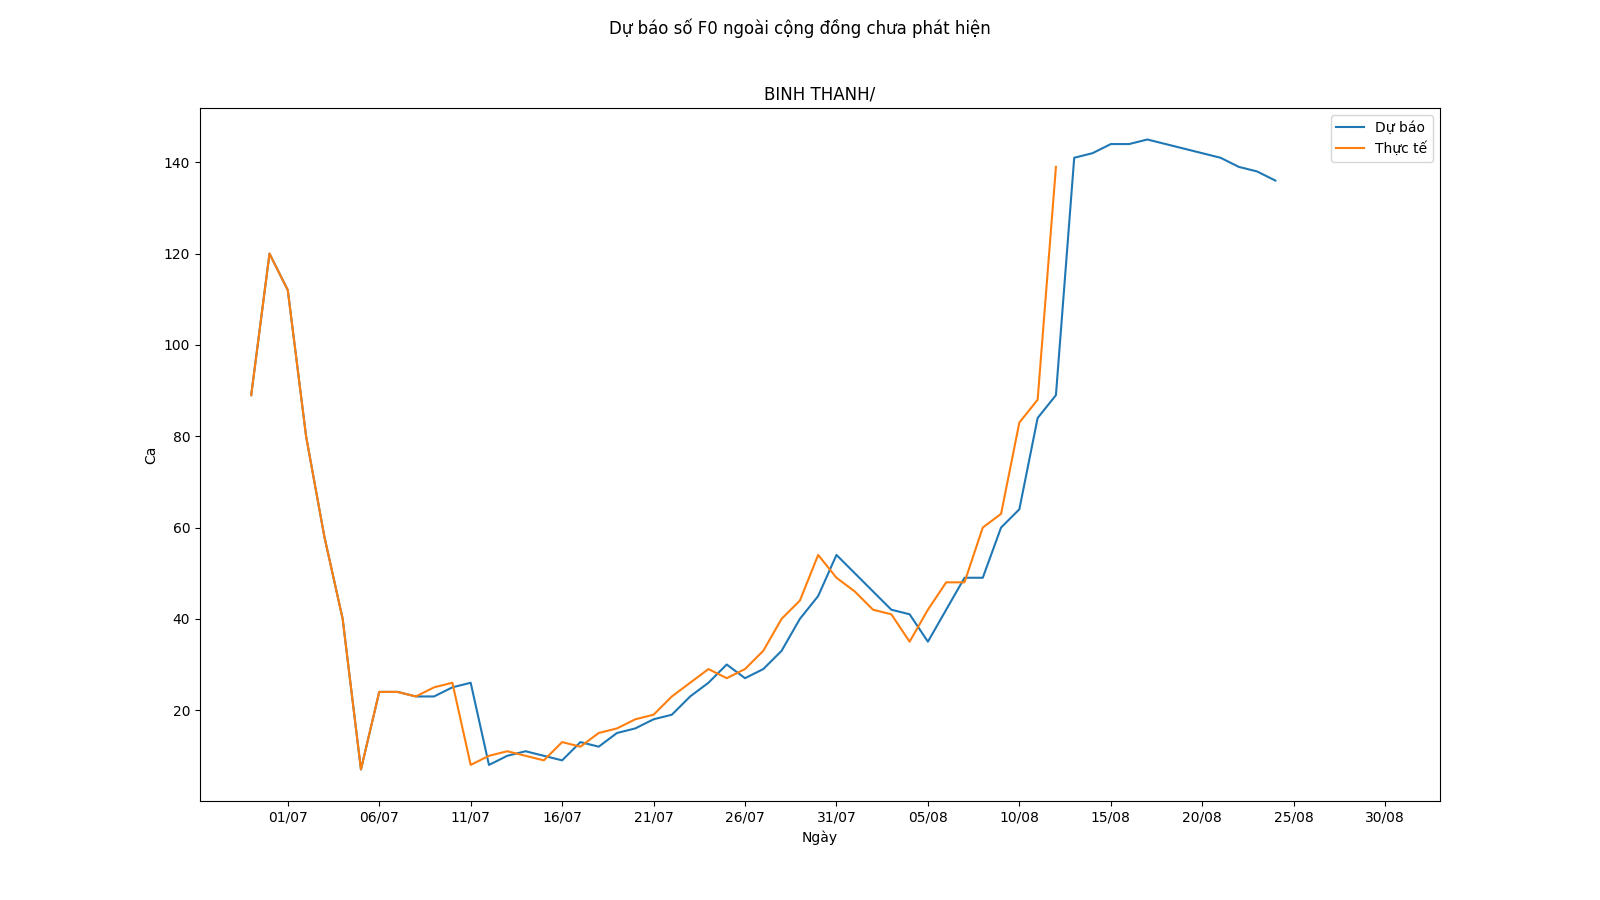 Dự báo số F0 ngoài cộng đồng chưa phát hiện
BINH THANH/
Dự báo
Thực tế
140
120
100
80
60
40
20
Ca
01/07 06/07 11/07 16/07 21/07 26/07 31/07 05/08 10/08 15/08 20/08 25/08 30/08
Ngày